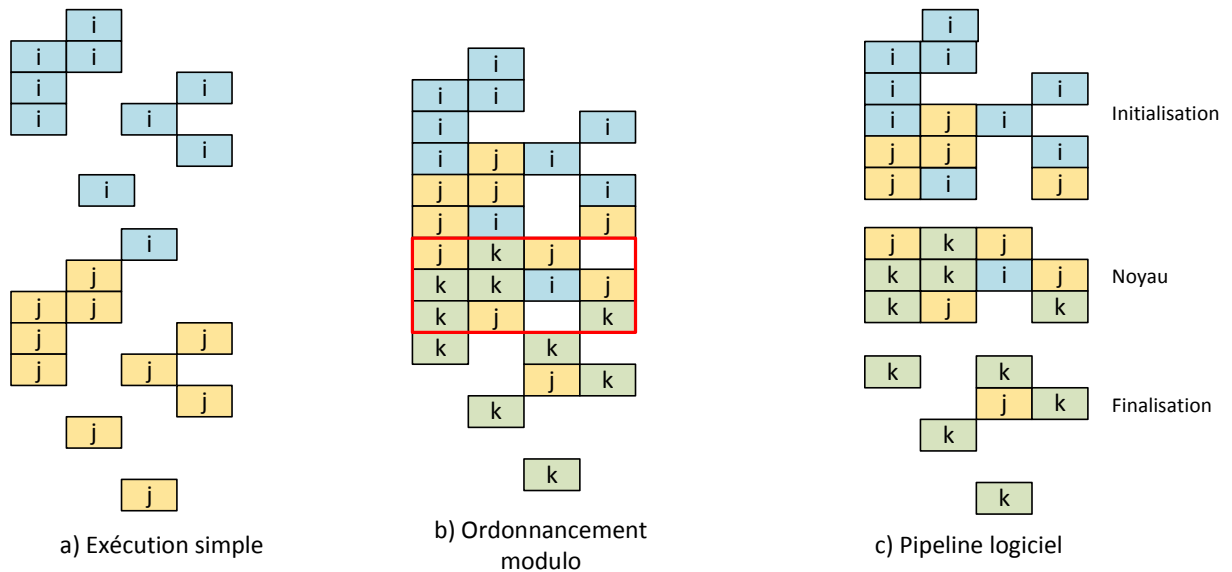 i
i i
i i
i i
i
i
i
j
j j
j j
j j
j
j
j
a) Exécution simple
i
i i
i i
i j i
j j i
j i j
j k j
k k i j
k j k
k k
j k
k
k
b) Ordonnancement
modulo
i
i i
i i
i j i
j j i
j i j
Initialisation
j k j
k k i j
k j k
Noyau
k k
j k
k
k
Finalisation
c) Pipeline logiciel